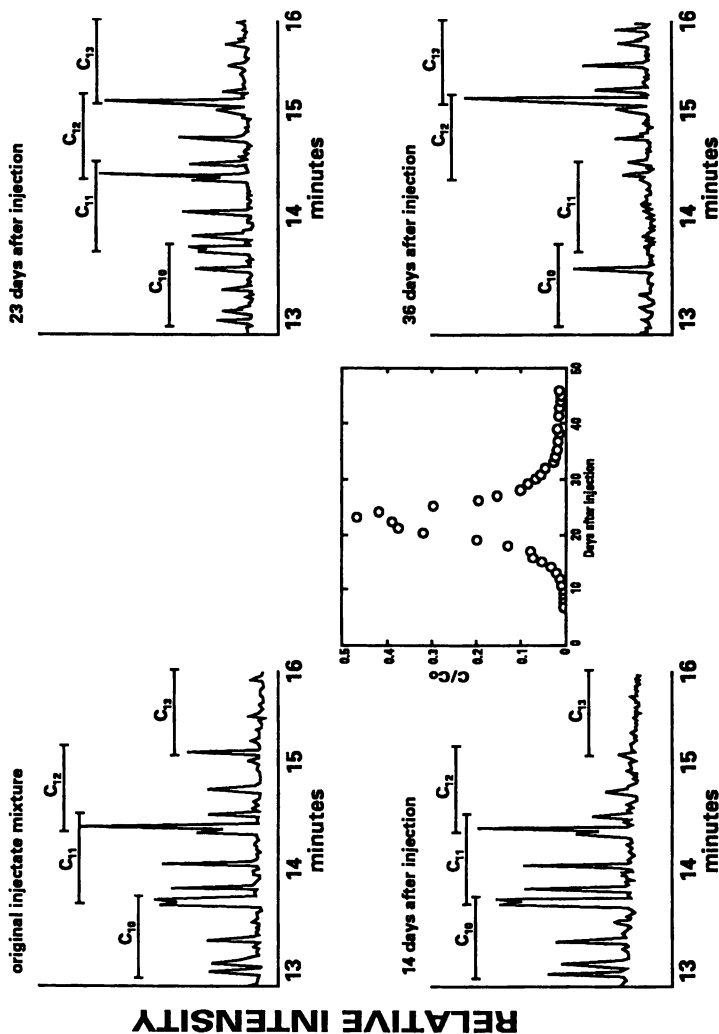 RELATIVE INTENSITY
original injectate mixture
C10
C11
C12
C13
13
14
15
16
minutes
23 days after injection
C10
C11
C12
C13
13
14
15
16
minutes
0.5
0.4
0.3
0.2
0.1
0
C/C0
0
10
20
30
40
50
Days after injection
14 days after injection
C10
C11
C12
C13
13
14
15
16
minutes
36 days after injection
C10
C11
C12
C13
13
14
15
16
minutes